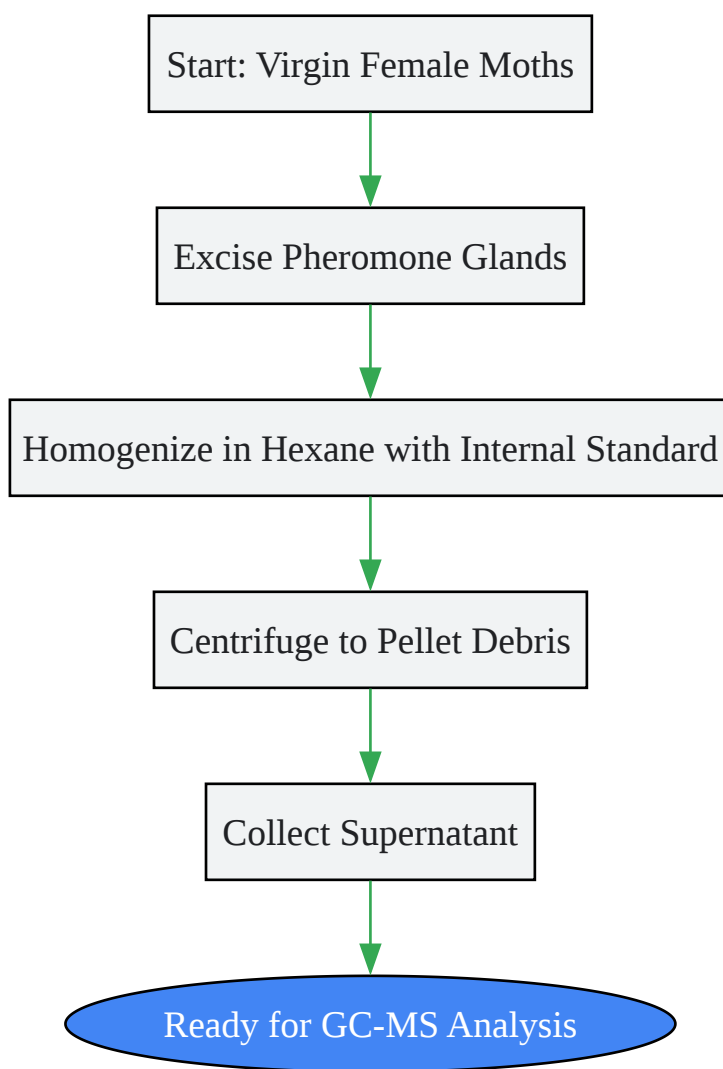 Start: Virgin Female Moths
Excise Pheromone Glands
Homogenize in Hexane with Internal Standard
Centrifuge to Pellet Debris
Collect Supernatant
Ready for GC-MS Analysis